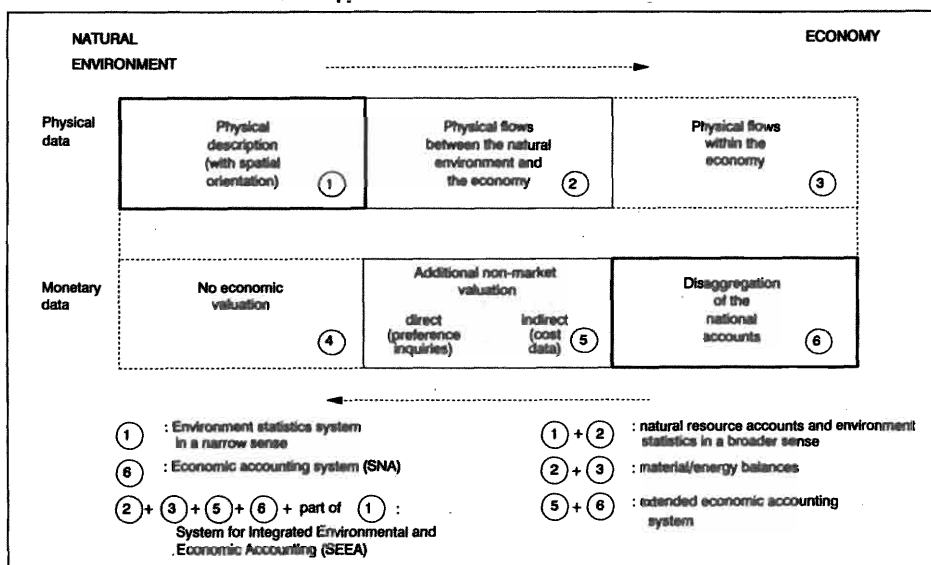 NATURAL
ENVIRONMENT
ECONOMY
Physical
data
Physical
description
(with spatial
orientation)
1
Physical flows
between the natural
environment and
the economy
2
Physical flows
within the
economy
3
Monetary
data
No economic
valuation
4
Additional non-market
valuation
direct
(preference
inquiries)
indirect
(cost
data)
5
Disaggregation
of the
national
accounts
6
1 : Environment statistics system
in a narrow sense
6 : Economic accounting system (SNA)
2 + 3 + 5 + 6 + part of 1 :
System for Integrated Environmental and
Economic Accounting (SEEA)
1 + 2 : natural resource accounts and environment
statistics in a broader sense
2 + 3 : material/energy balances
5 + 6 : extended economic accounting
system